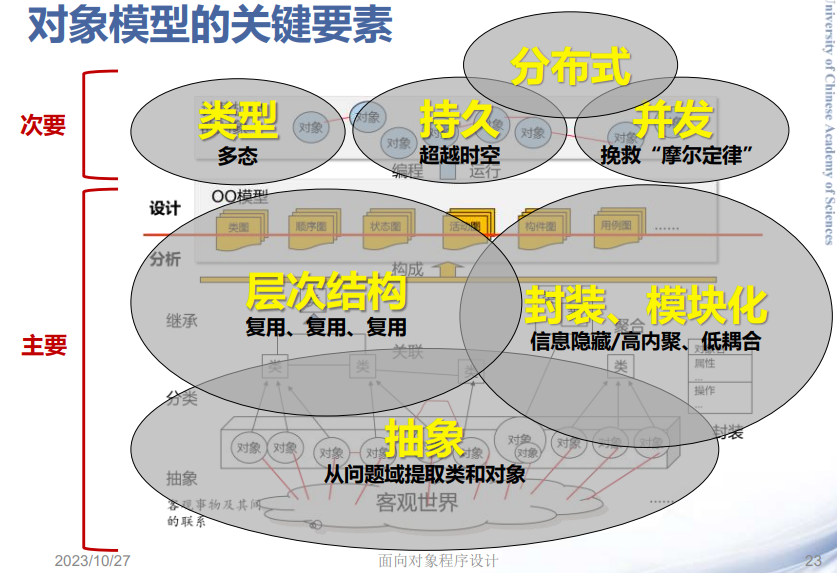 对象模型的关键要素
University of Chinese Academy of Sciences
分布式
次要
类型
多态
持久
超越时空
并发
挽救“摩尔定律”
对象
对象
对象
对象
对象
编程
运行
主要
设计
OO模型
类图
顺序图
状态图
活动图
构件图
用例图
......
分析
构成
层次结构
复用、复用、复用
封装、模块化
信息隐藏/高内聚、低耦合
继承
聚合
关联
类
类
类
类
属性
...
操作
...
分类
封装
抽象
从问题域提取类和对象
对象
对象
对象
对象
对象
对象
对象
对象
对象
对象
抽象
客观世界
客观事物及其间
的联系
......
2023/10/27
面向对象程序设计
23